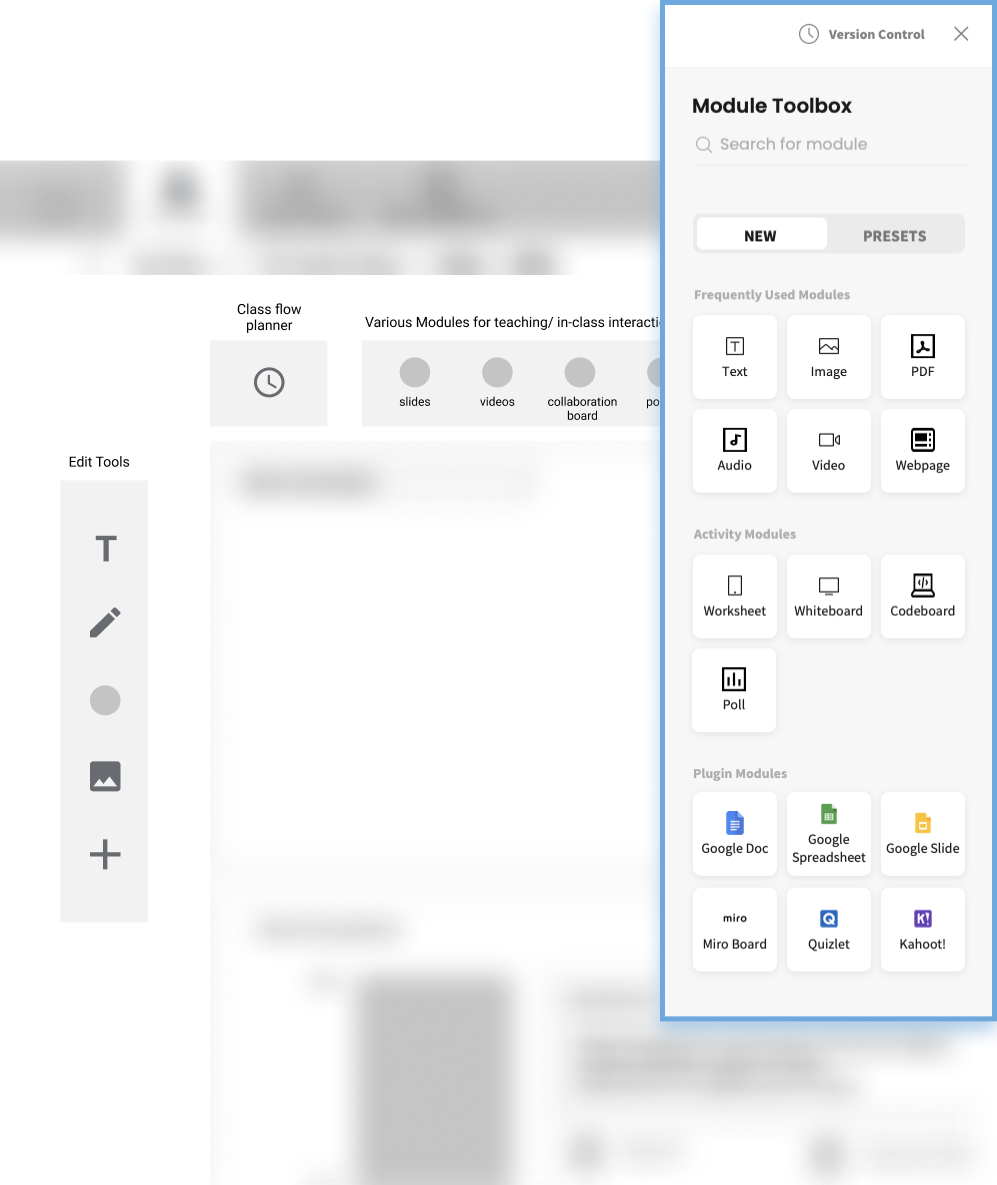 Version Control
Module Toolbox
Search for module
NEW
PRESETS
Frequently Used Modules
Text
Image
PDF
Audio
Video
Webpage
Activity Modules
Worksheet
Whiteboard
Codeboard
Poll
Plugin Modules
Google Doc
Google
Spreadsheet
Google Slide
miro
Miro Board
Q
Quizlet
K!
Kahoot!
Class flow
planner
Various Modules for teaching/ in-class
slides
videos
collaboration
board
Edit Tools
T